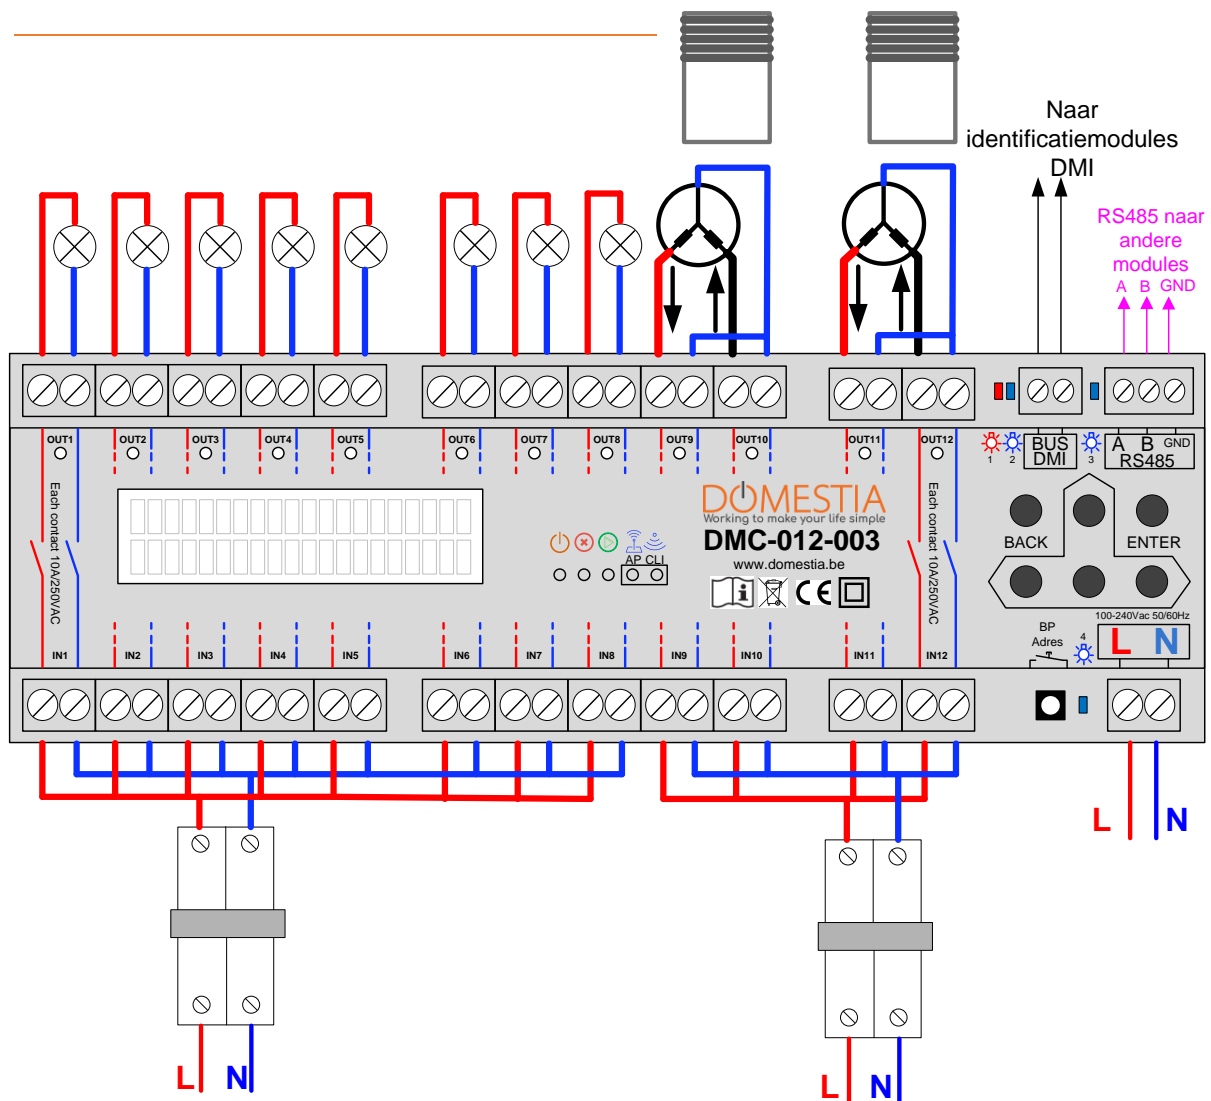 Naar
identificatiemodules
DMI
RS485 naar
andere
modules
A B GND
OUT1 OUT2 OUT3 OUT4 OUT5 OUT6 OUT7 OUT8 OUT9 OUT10 OUT11 OUT12
1 2 BUS
DMI
3 A B GND
RS485
Each contact 10A/250VAC
DOMESTIA
Working to make your life simple
DMC-012-003
www.domestia.be
AP CLI
Each contact 10A/250VAC
BACK ENTER
100-240Vac 50/60Hz
BP
Adres
4
L N
IN1 IN2 IN3 IN4 IN5 IN6 IN7 IN8 IN9 IN10 IN11 IN12
L N
L N
L N